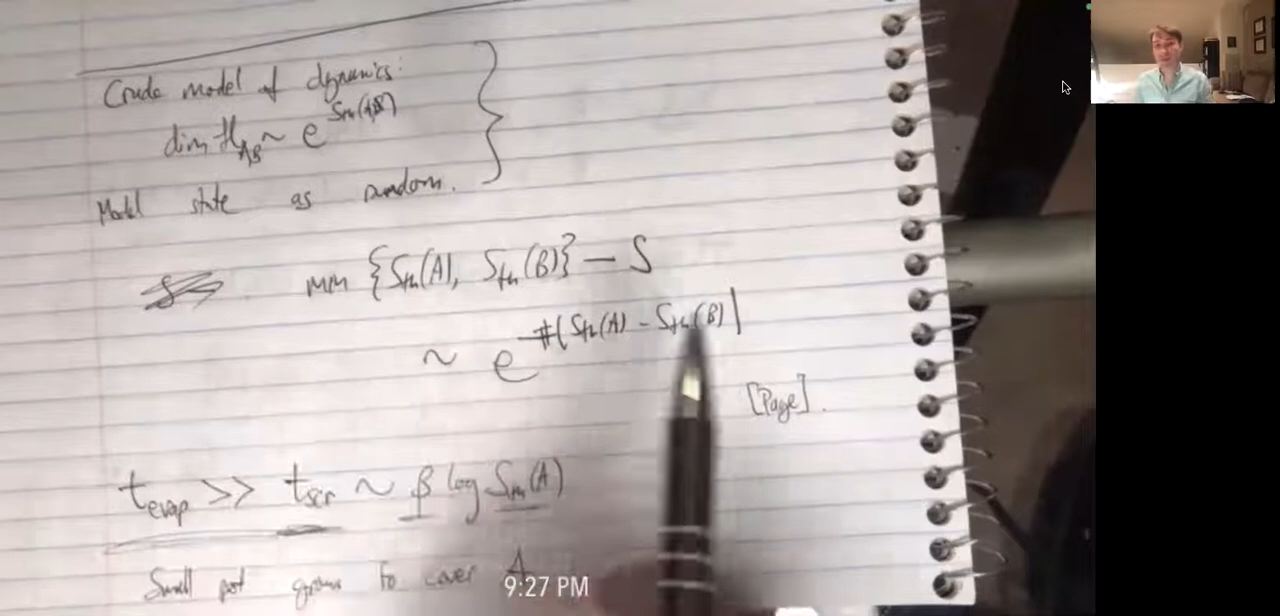 Crude model of dynamics:
dim H_AB ~ e^{S_th(A,B)}
Model state as random.
min {S_th(A), S_th(B)} — S
~ e^{-#|S_th(A) - S_th(B)|}
[Page].
t_evap >> t_scr ~ β log S_th(A)
Small pert grows to cover A
9:27 PM